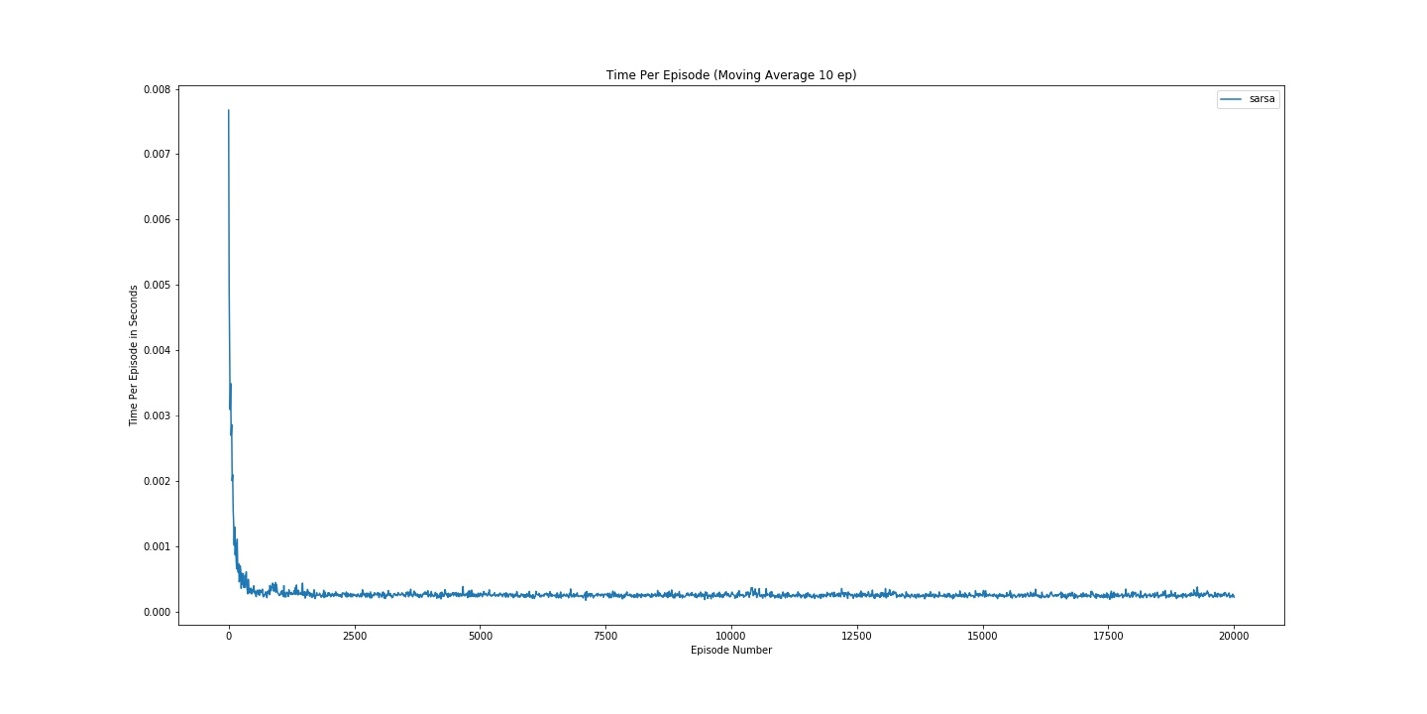 Time Per Episode (Moving Average 10 ep)
sarsa
0.008
0.007
0.006
0.005
0.004
0.003
0.002
0.001
0.000
Time Per Episode in Seconds
0 2500 5000 7500 10000 12500 15000 17500 20000
Episode Number